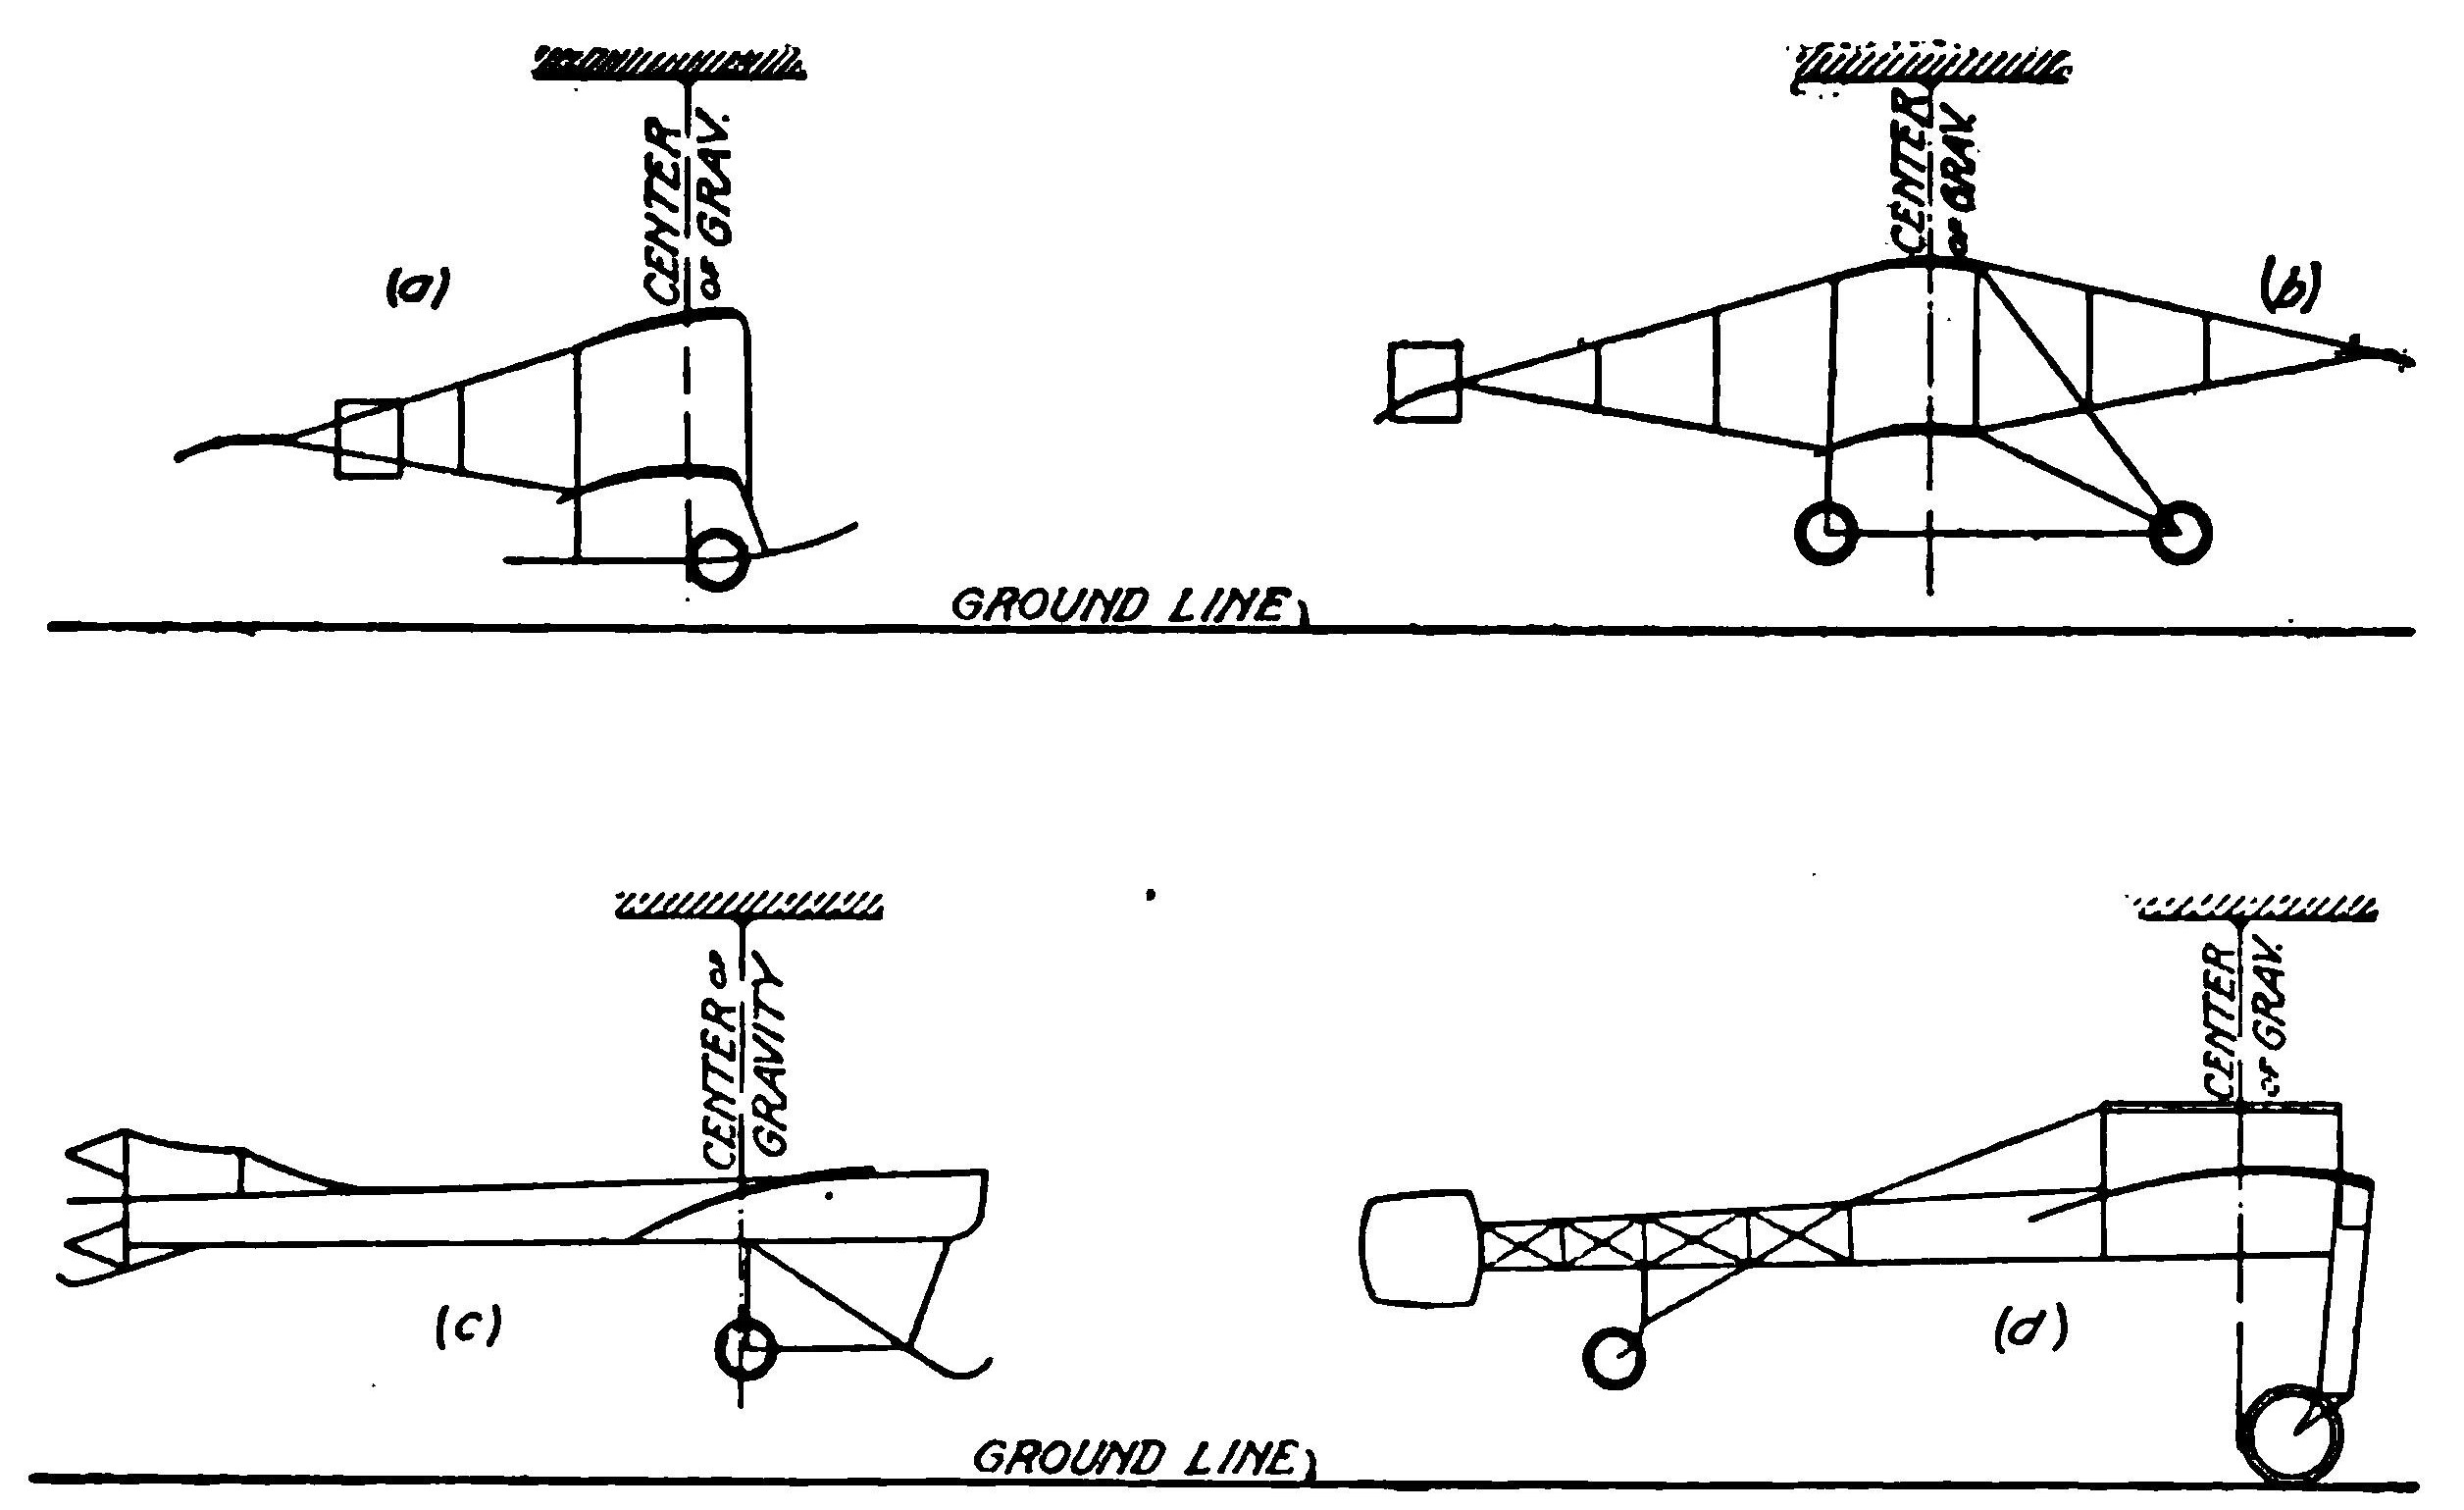 CENTER
OF GRAV.
(a)
CENTER
OF GRAV.
(b)
GROUND LINE
CENTER OF
GRAVITY
(c)
CENTER
OF GRAV.
(d)
GROUND LINE